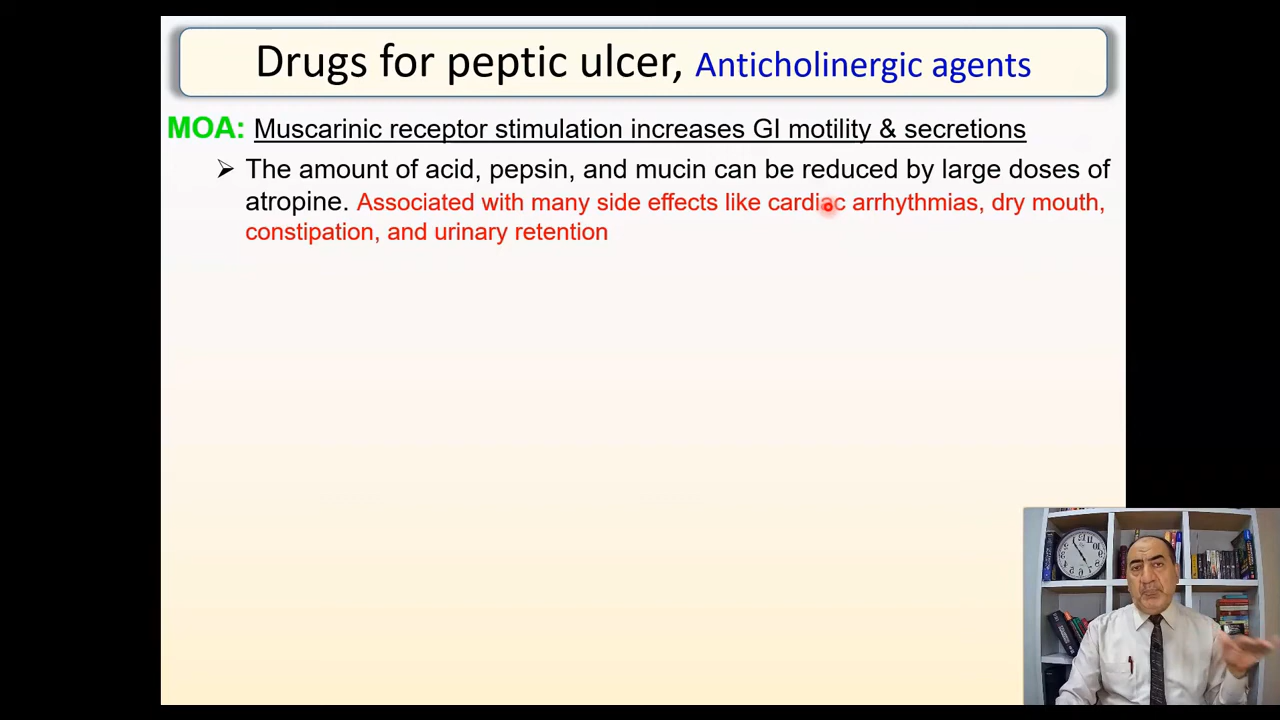 Drugs for peptic ulcer, Anticholinergic agents
MOA: Muscarinic receptor stimulation increases GI motility & secretions
The amount of acid, pepsin, and mucin can be reduced by large doses of
atropine. Associated with many side effects like cardiac arrhythmias, dry mouth,
constipation, and urinary retention